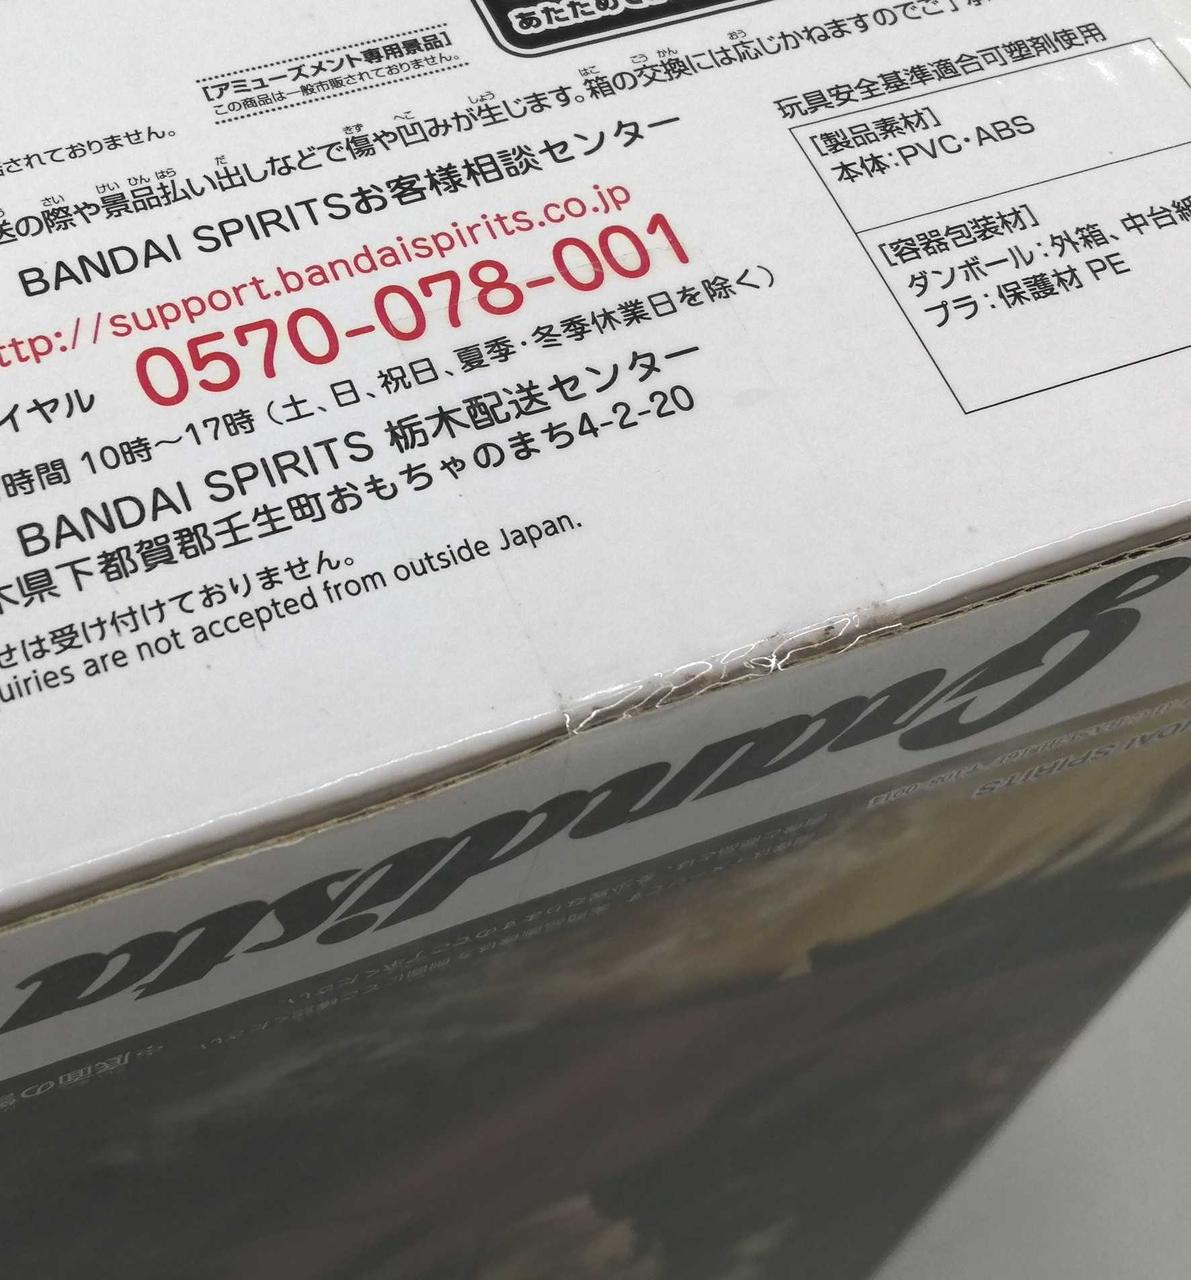 あたため
[アミューズメント専用景品]
この商品は一般市販されておりません。
されておりません。
送の際や景品払い出しなどで傷や凹みが生じます。箱の交換には応じかねますのでご了承
BANDAI SPIRITSお客様相談センター
ttp://support.bandaispirits.co.jp
イヤル 0570-078-001
時間 10時～17時（土、日、祝日、夏季・冬季休業日を除く）
BANDAI SPIRITS 栃木配送センター
木県下都賀郡壬生町おもちゃのまち4-2-20
せは受け付けておりません。
uiries are not accepted from outside Japan.
玩具安全基準適合可塑剤使用
[製品素材]
本体：PVC・ABS
[容器包装材]
ダンボール：外箱、中台紙
プラ：保護材 PE
Grandista
DAI SPIRITS